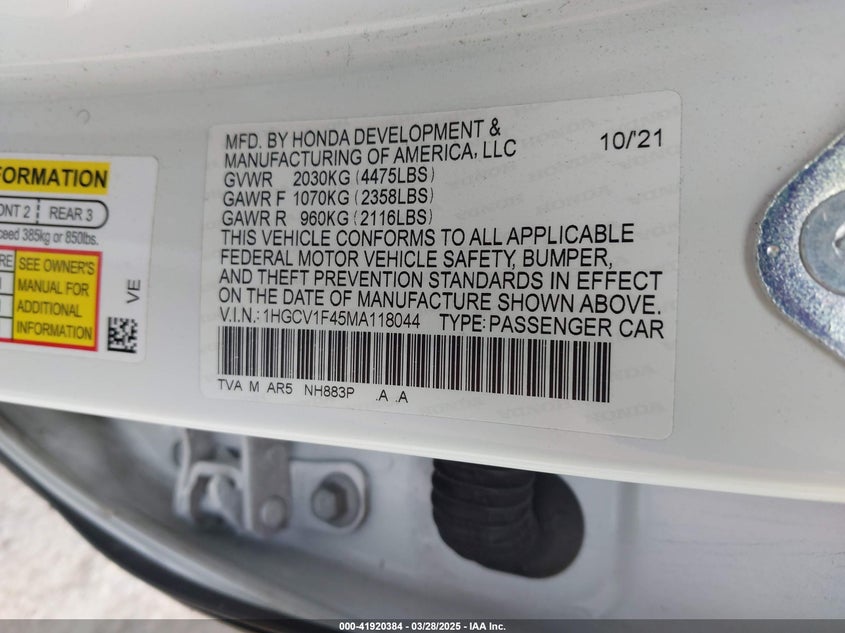 MFD. BY HONDA DEVELOPMENT &
MANUFACTURING OF AMERICA, LLC 10/'21
GVWR 2030KG (4475LBS)
GAWR F 1070KG (2358LBS)
GAWR R 960KG (2116LBS)
THIS VEHICLE CONFORMS TO ALL APPLICABLE
FEDERAL MOTOR VEHICLE SAFETY, BUMPER,
AND THEFT PREVENTION STANDARDS IN EFFECT
ON THE DATE OF MANUFACTURE SHOWN ABOVE.
V.I.N.: 1HGCV1F45MA118044 TYPE: PASSENGER CAR
TVA M AR5 NH883P .A .A
FORMATION
ONT 2 REAR 3
ceed 385kg or 850lbs.
RE
SEE OWNER'S
MANUAL FOR
ADDITIONAL
INFORMATION
VE
000-41920384 - 03/28/2025 - IAA Inc.